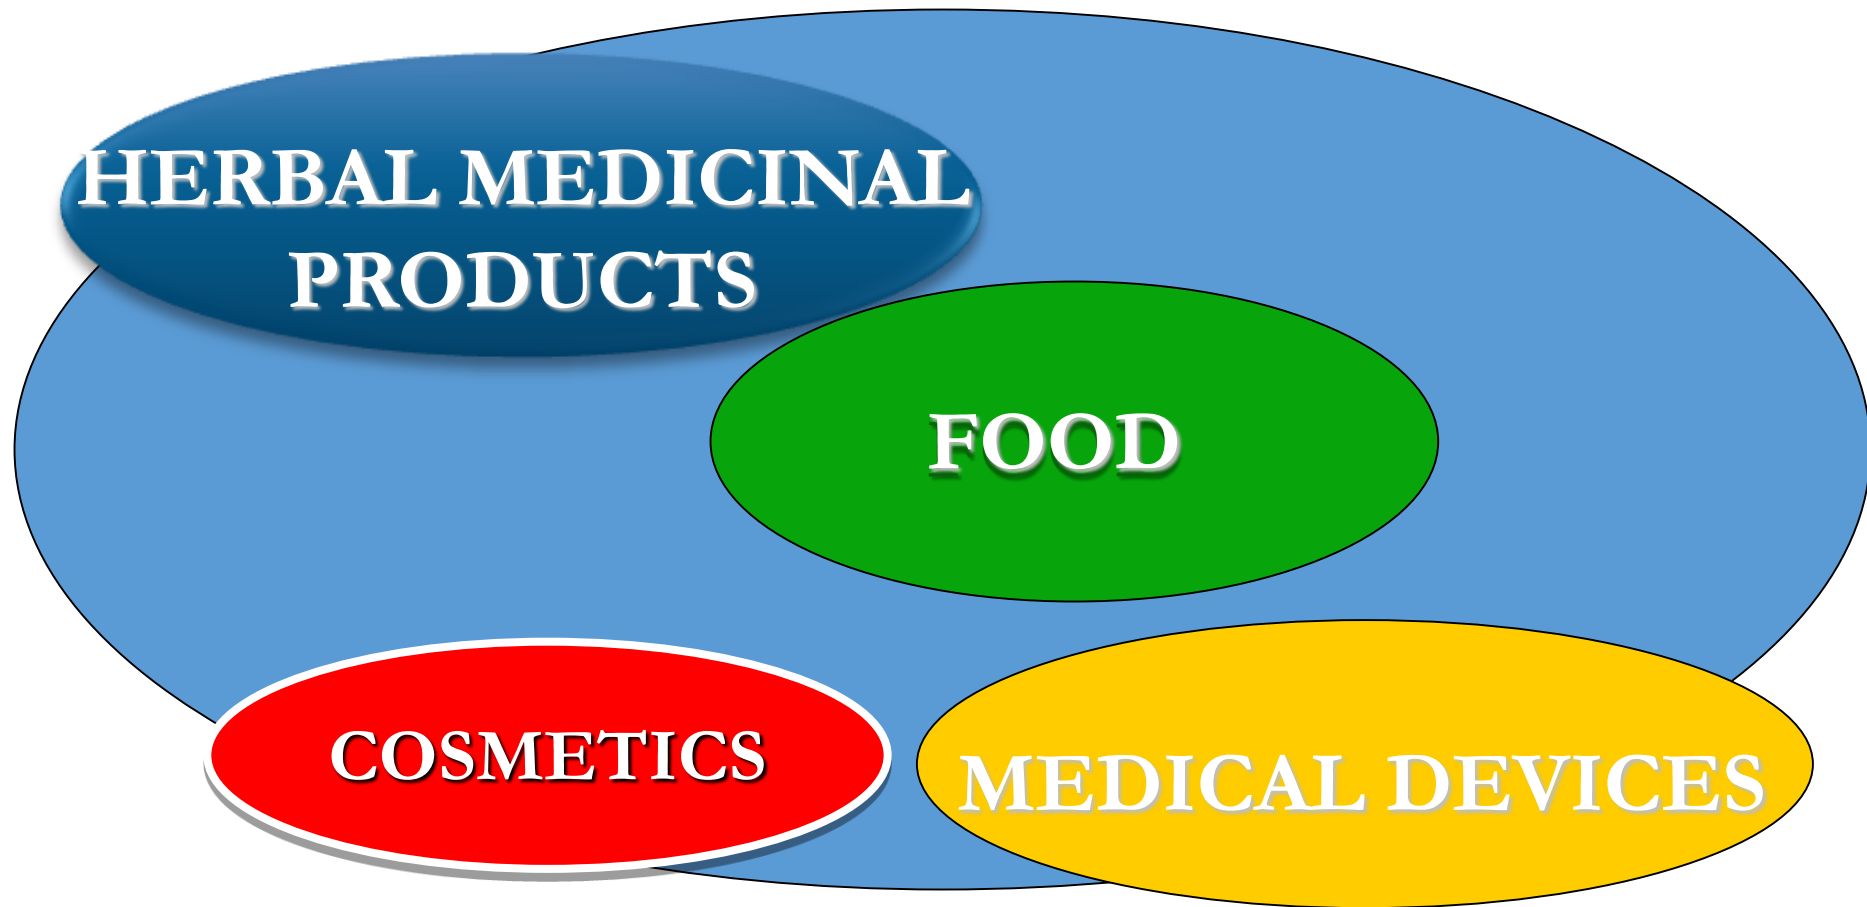 HERBAL MEDICINAL
PRODUCTS
FOOD
COSMETICS
MEDICAL DEVICES